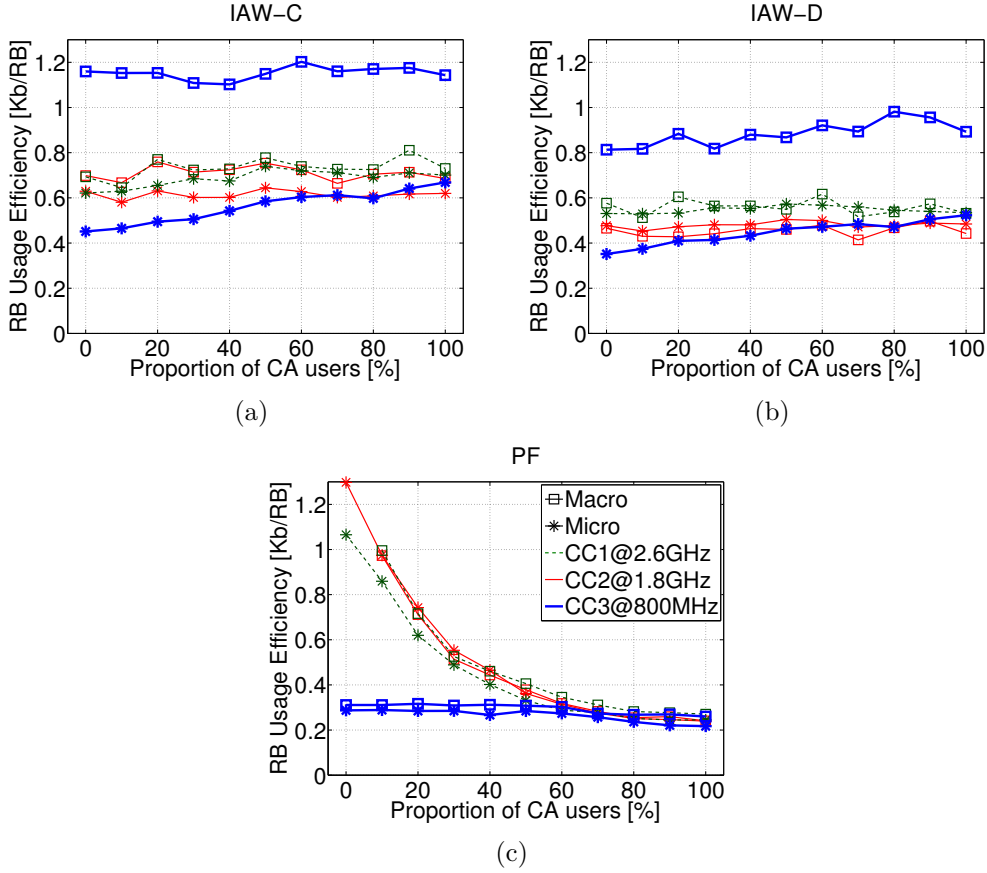 IAW-C
RB Usage Efficiency [Kb/RB]
1.2
1
0.8
0.6
0.4
0.2
0
0 20 40 60 80 100
Proportion of CA users [%]
(a)
IAW-D
RB Usage Efficiency [Kb/RB]
1.2
1
0.8
0.6
0.4
0.2
0
0 20 40 60 80 100
Proportion of CA users [%]
(b)
PF
RB Usage Efficiency [Kb/RB]
1.2
1
0.8
0.6
0.4
0.2
0
Macro
Micro
CC1@2.6GHz
CC2@1.8GHz
CC3@800MHz
0 20 40 60 80 100
Proportion of CA users [%]
(c)